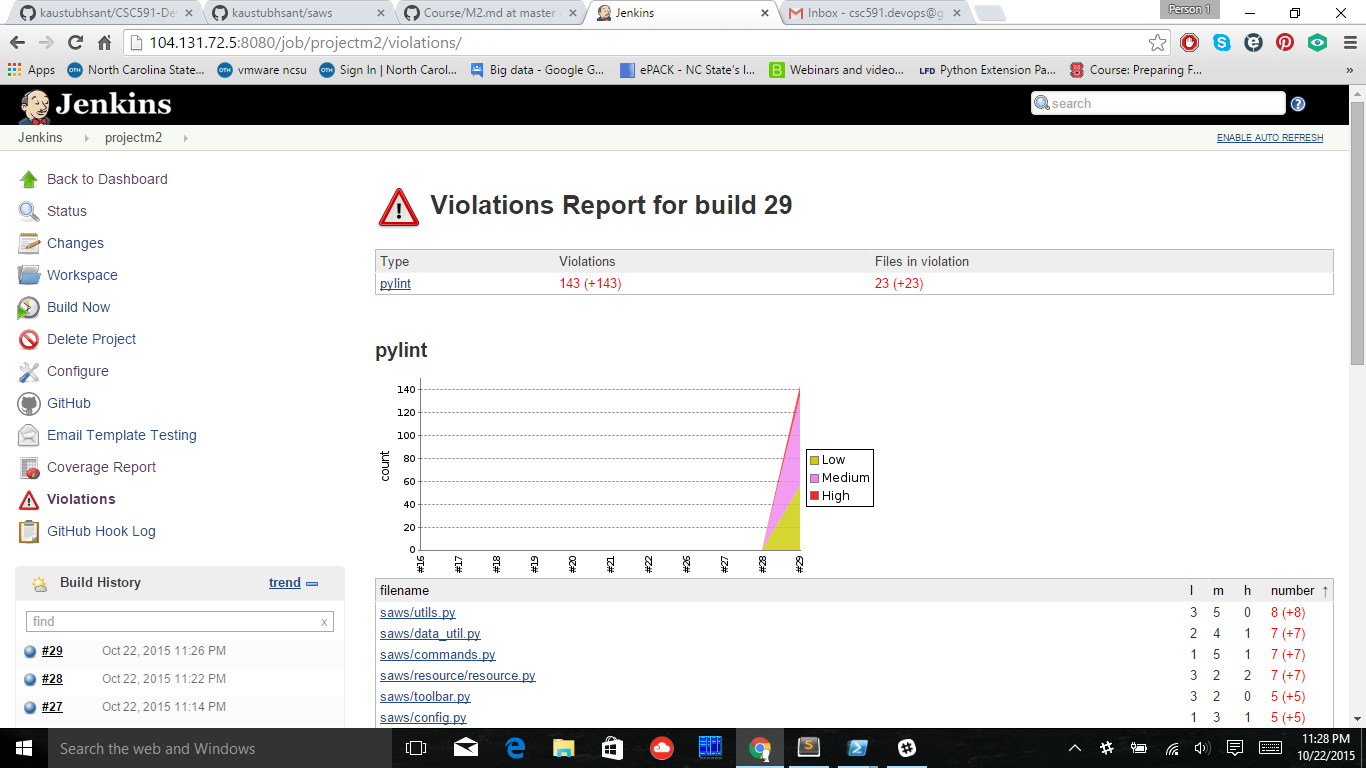 kaustubhsant/CSC591-De
kaustubhsant/saws
Course/M2.md at master
Jenkins
Inbox - csc591.devops@g
Person 1
104.131.72.5:8080/job/projectm2/violations/
Apps
North Carolina State...
vmware ncsu
Sign In | North Carol...
Big data - Google G...
ePACK - NC State's I...
Webinars and video...
LFD Python Extension Pa...
Course: Preparing F...
»
Jenkins
search
Jenkins
projectm2
ENABLE AUTO REFRESH
Back to Dashboard
Status
Changes
Workspace
Build Now
Delete Project
Configure
GitHub
Email Template Testing
Coverage Report
Violations
GitHub Hook Log
Build History
trend
find x
#29 Oct 22, 2015 11:26 PM
#28 Oct 22, 2015 11:22 PM
#27 Oct 22, 2015 11:14 PM
Violations Report for build 29
Type Violations Files in violation
pylint 143 (+143) 23 (+23)
pylint
140
120
100
80
60
40
20
0
count
#16 #17 #18 #19 #20 #21 #22 #26 #27 #28 #29
Low
Medium
High
filename l m h number ↑
saws/utils.py 3 5 0 8 (+8)
saws/data_util.py 2 4 1 7 (+7)
saws/commands.py 1 5 1 7 (+7)
saws/resource/resource.py 3 2 2 7 (+7)
saws/toolbar.py 3 2 0 5 (+5)
saws/config.py 1 3 1 5 (+5)
Search the web and Windows
11:28 PM
10/22/2015